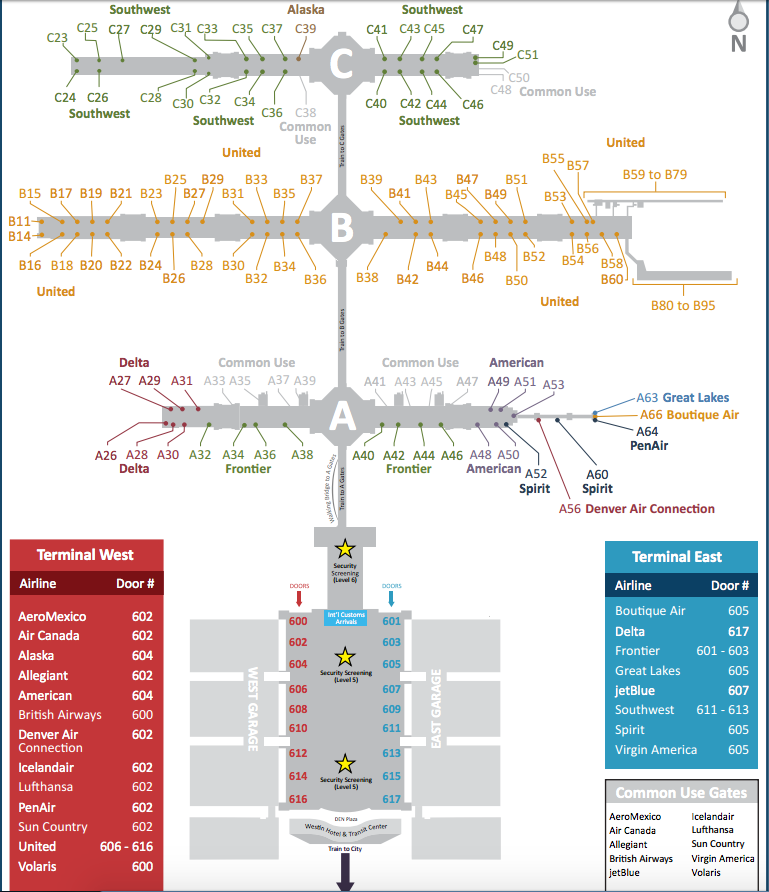 Southwest Alaska Southwest
C23 C25 C27 C29 C31 C33 C35 C37 C39 C41 C43 C45 C47 C49 C51
C
N
C24 C26 C28 C30 C32 C34 C36 C38 C40 C42 C44 C46 C48 C50
Southwest Southwest Common Use Southwest Common Use
Train to C Gates
United United
B15 B17 B19 B21 B23 B25 B27 B29 B31 B33 B35 B37 B39 B41 B43 B45 B47 B49 B51 B53 B55 B57 B59 to B79
B11
B14
B
B16 B18 B20 B22 B24 B26 B28 B30 B32 B34 B36 B38 B42 B44 B46 B48 B50 B52 B54 B56 B58 B60
United United B80 to B95
Train to B Gates
Delta Common Use Common Use American
A27 A29 A31 A33 A35 A37 A39 A41 A43 A45 A47 A49 A51 A53
A63 Great Lakes
A66 Boutique Air
A64
PenAir
A
A26 A28 A30 A32 A34 A36 A38 A40 A42 A44 A46 A48 A50
Delta Frontier Frontier American
A52
Spirit
A60
Spirit
A56 Denver Air Connection
Walking Bridge to A Gates
Train to A Gates
Security
Screening
(Level 6)
DOORS DOORS
Int'l Customs
Arrivals
600 601
602 603
604 605
Security Screening
(Level 5)
606 607
608 609
610 611
612 613
614 615
Security Screening
(Level 5)
616 617
WEST GARAGE
EAST GARAGE
DEN Plaza
Westin Hotel & Transit Center
Train to City
Terminal West
Airline Door #
AeroMexico 602
Air Canada 602
Alaska 604
Allegiant 602
American 604
British Airways 600
Denver Air 602
Connection
Icelandair 602
Lufthansa 602
PenAir 602
Sun Country 602
United 606 - 616
Volaris 600
Terminal East
Airline Door #
Boutique Air 605
Delta 617
Frontier 601 - 603
Great Lakes 605
jetBlue 607
Southwest 611 - 613
Spirit 605
Virgin America 605
Common Use Gates
AeroMexico Icelandair
Air Canada Lufthansa
Allegiant Sun Country
British Airways Virgin America
jetBlue Volaris